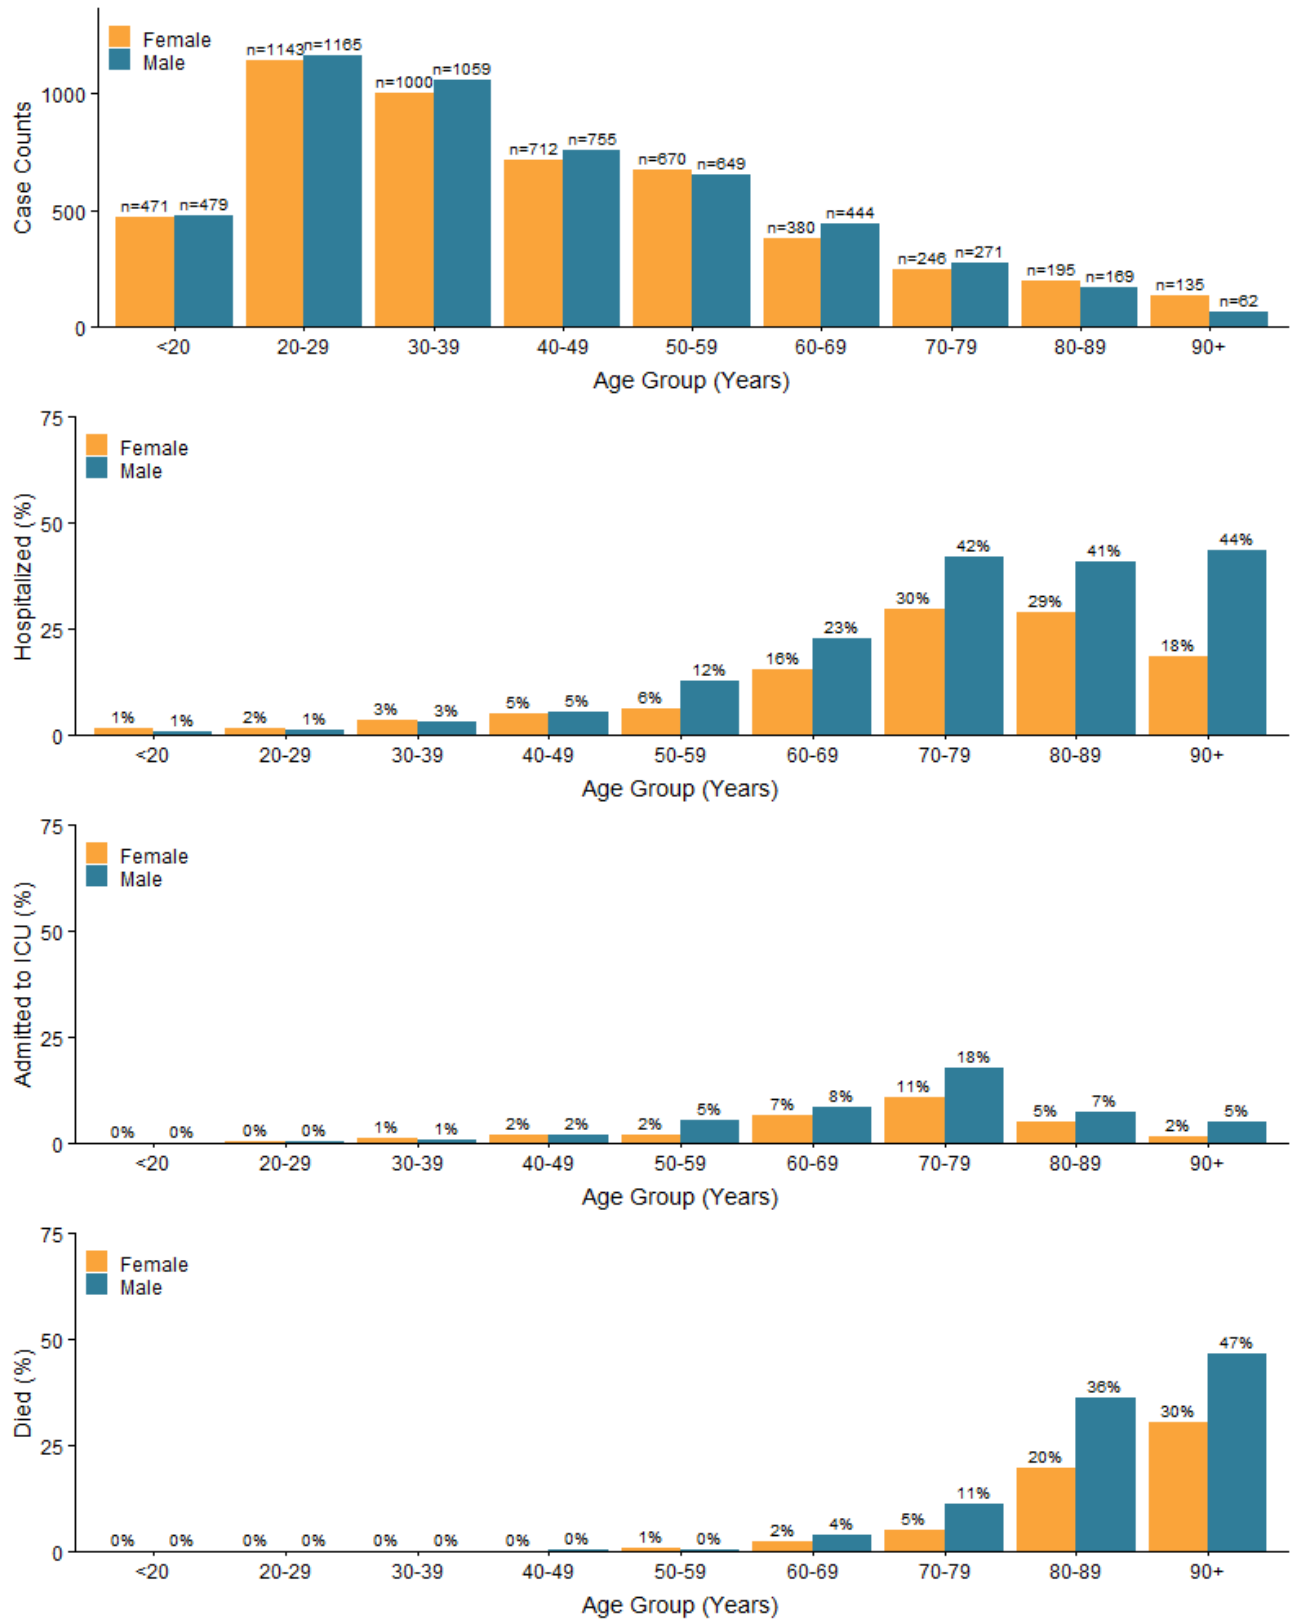 Female
Male
n=471 n=479 n=1143 n=1165 n=1000 n=1059 n=712 n=755 n=670 n=649 n=380 n=444 n=246 n=271 n=195 n=169 n=135 n=62
1000
500
0
Case Counts
<20 20-29 30-39 40-49 50-59 60-69 70-79 80-89 90+
Age Group (Years)
Female
Male
75
50
25
0
Hospitalized (%)
1% 1% 2% 1% 3% 3% 5% 5% 6% 12% 16% 23% 30% 42% 29% 41% 18% 44%
<20 20-29 30-39 40-49 50-59 60-69 70-79 80-89 90+
Age Group (Years)
Female
Male
75
50
25
0
Admitted to ICU (%)
0% 0% 0% 0% 1% 1% 2% 2% 2% 5% 7% 8% 11% 18% 5% 7% 2% 5%
<20 20-29 30-39 40-49 50-59 60-69 70-79 80-89 90+
Age Group (Years)
Female
Male
75
50
25
0
Died (%)
0% 0% 0% 0% 0% 0% 0% 0% 1% 0% 2% 4% 5% 11% 20% 36% 30% 47%
<20 20-29 30-39 40-49 50-59 60-69 70-79 80-89 90+
Age Group (Years)